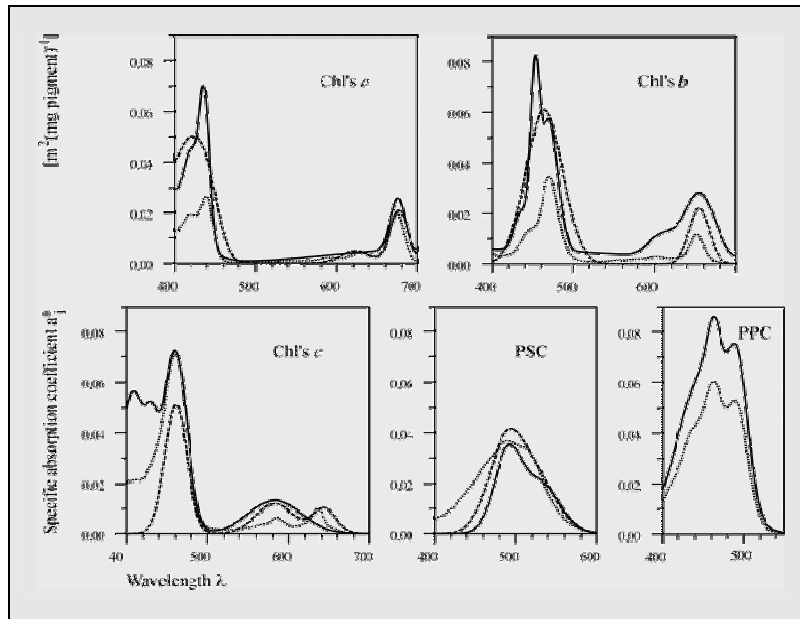 [m²(mg pigment)⁻¹]
Specific absorption coefficient a*j
Chl's a
0.08
0.06
0.04
0.02
0.00
400 500 600 700
Chl's b
0.08
0.06
0.04
0.02
0.00
400 500 600
Chl's c
0.08
0.06
0.04
0.02
0.00
40 500 600 700
PSC
0.08
0.06
0.04
0.02
0.00
400 500 600
PPC
0.08
0.06
0.04
0.02
0.00
400 500
Wavelength λ